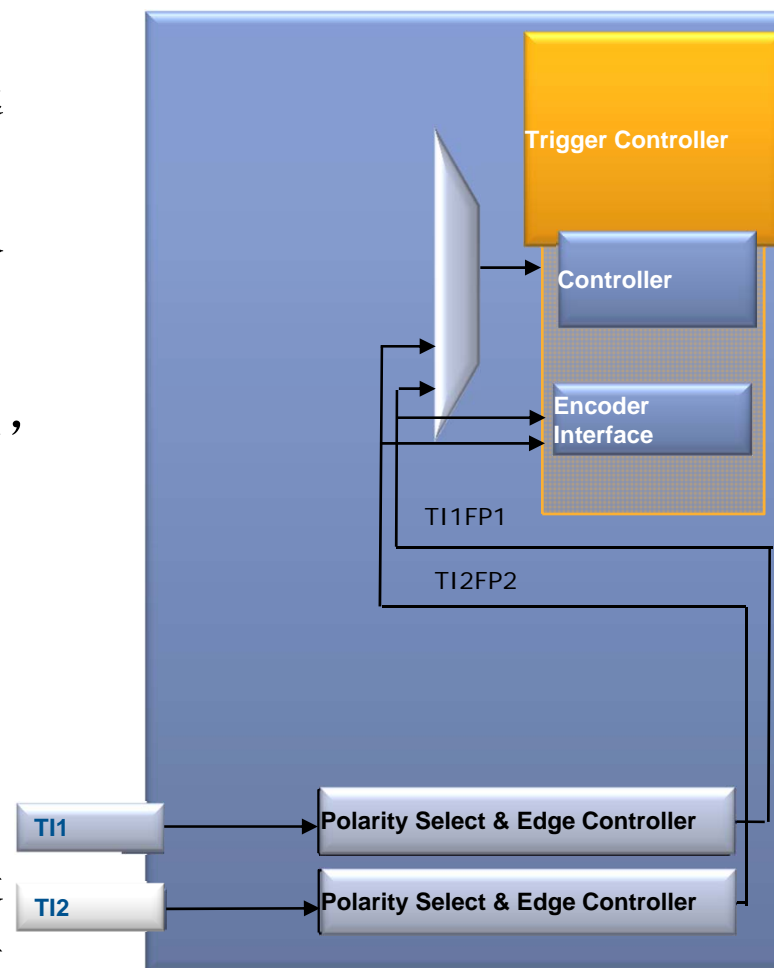 Trigger Controller
Controller
Encoder
Interface
,
TI1FP1
TI2FP2
TI1
Polarity Select & Edge Controller
TI2
Polarity Select & Edge Controller